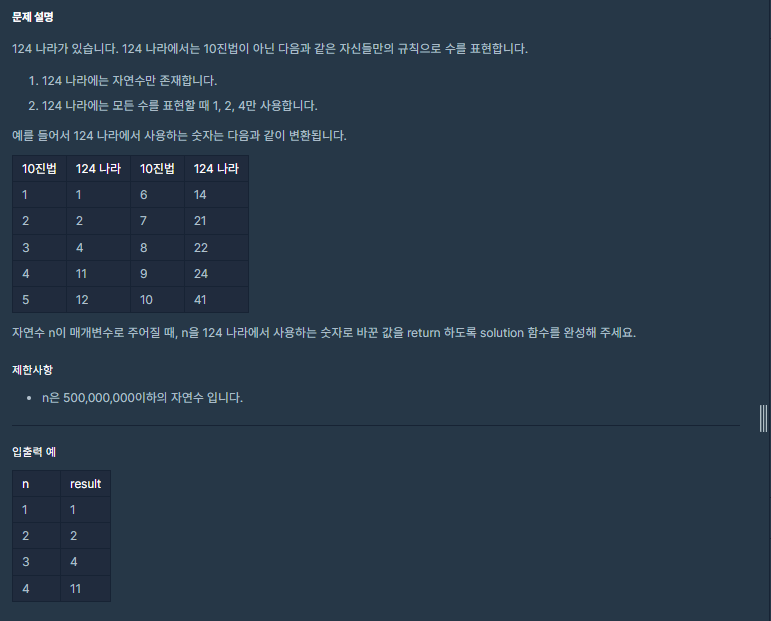 문제 설명
124 나라가 있습니다. 124 나라에서는 10진법이 아닌 다음과 같은 자신들만의 규칙으로 수를 표현합니다.
1. 124 나라에는 자연수만 존재합니다.
2. 124 나라에는 모든 수를 표현할 때 1, 2, 4만 사용합니다.
예를 들어서 124 나라에서 사용하는 숫자는 다음과 같이 변환됩니다.
10진법 124 나라 10진법 124 나라
1 1 6 14
2 2 7 21
3 4 8 22
4 11 9 24
5 12 10 41
자연수 n이 매개변수로 주어질 때, n을 124 나라에서 사용하는 숫자로 바꾼 값을 return 하도록 solution 함수를 완성해 주세요.
제한사항
• n은 500,000,000이하의 자연수 입니다.
입출력 예
n result
1 1
2 2
3 4
4 11